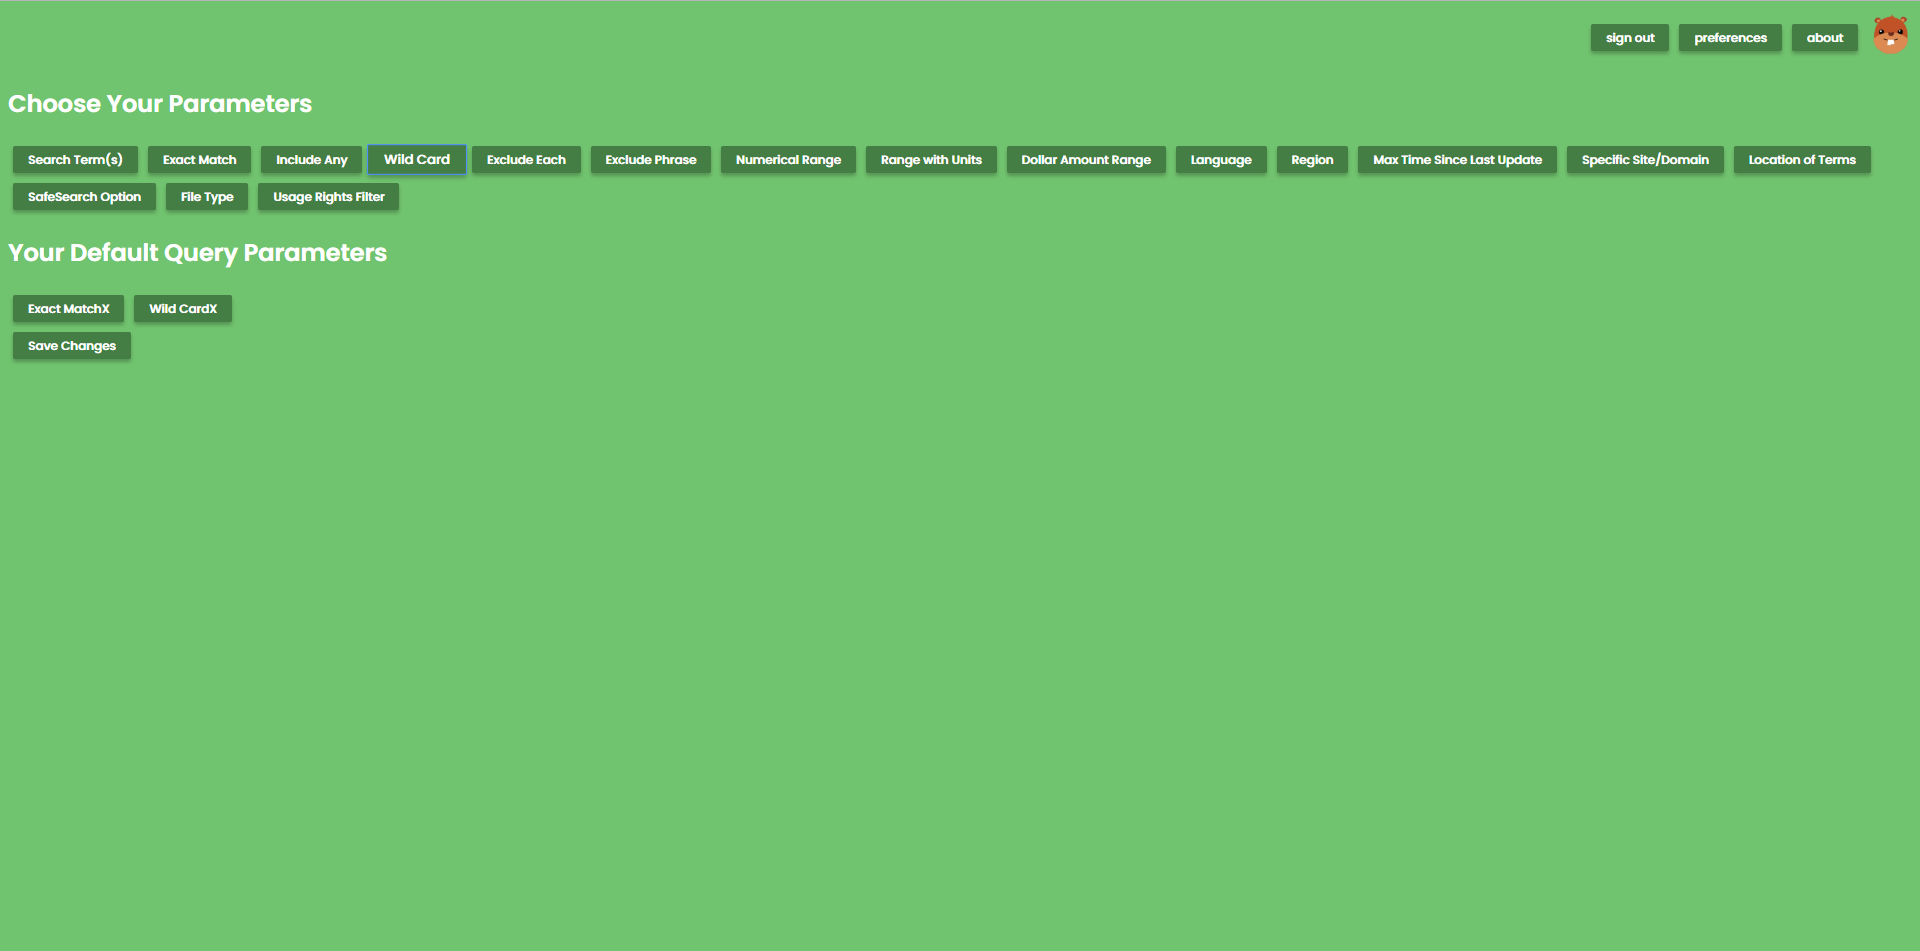 sign out preferences about
Choose Your Parameters
Search Term(s) Exact Match Include Any Wild Card Exclude Each Exclude Phrase Numerical Range Range with Units Dollar Amount Range Language Region Max Time Since Last Update Specific Site/Domain Location of Terms
SafeSearch Option File Type Usage Rights Filter
Your Default Query Parameters
Exact MatchX Wild CardX
Save Changes